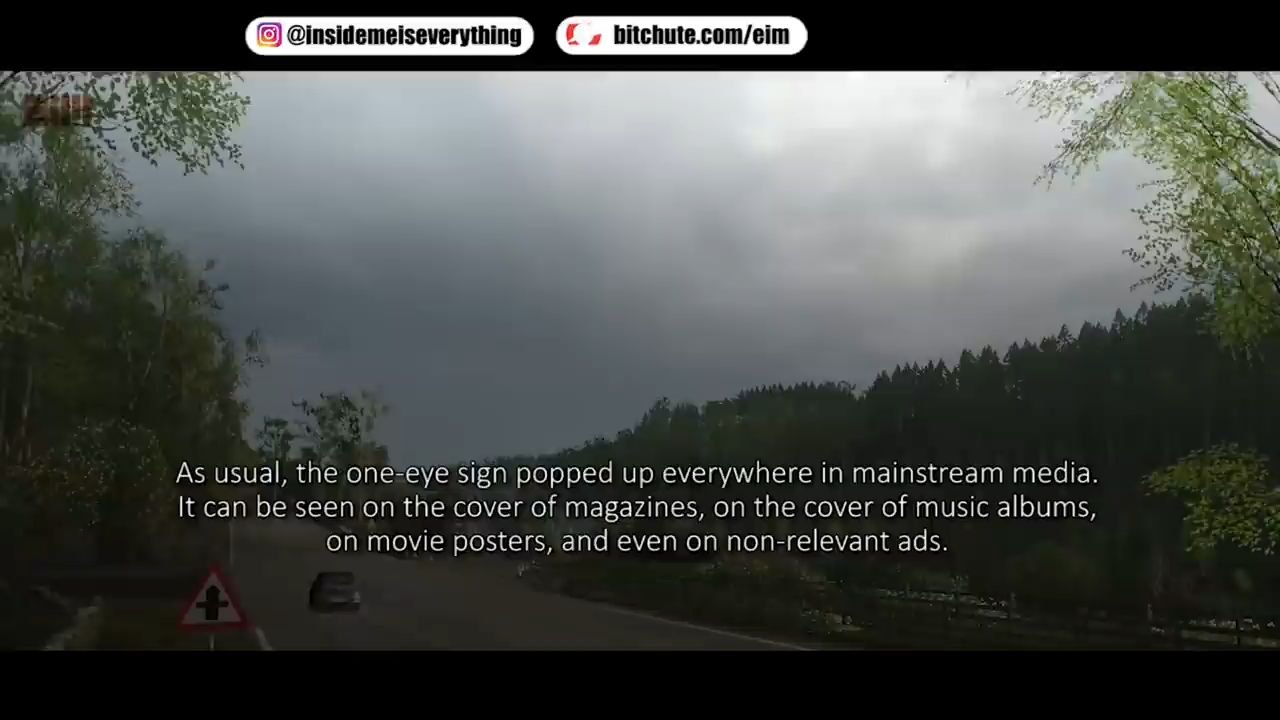 @insidemeiseverything
bitchute.com/eim
As usual, the one-eye sign popped up everywhere in mainstream media.
It can be seen on the cover of magazines, on the cover of music albums,
on movie posters, and even on non-relevant ads.